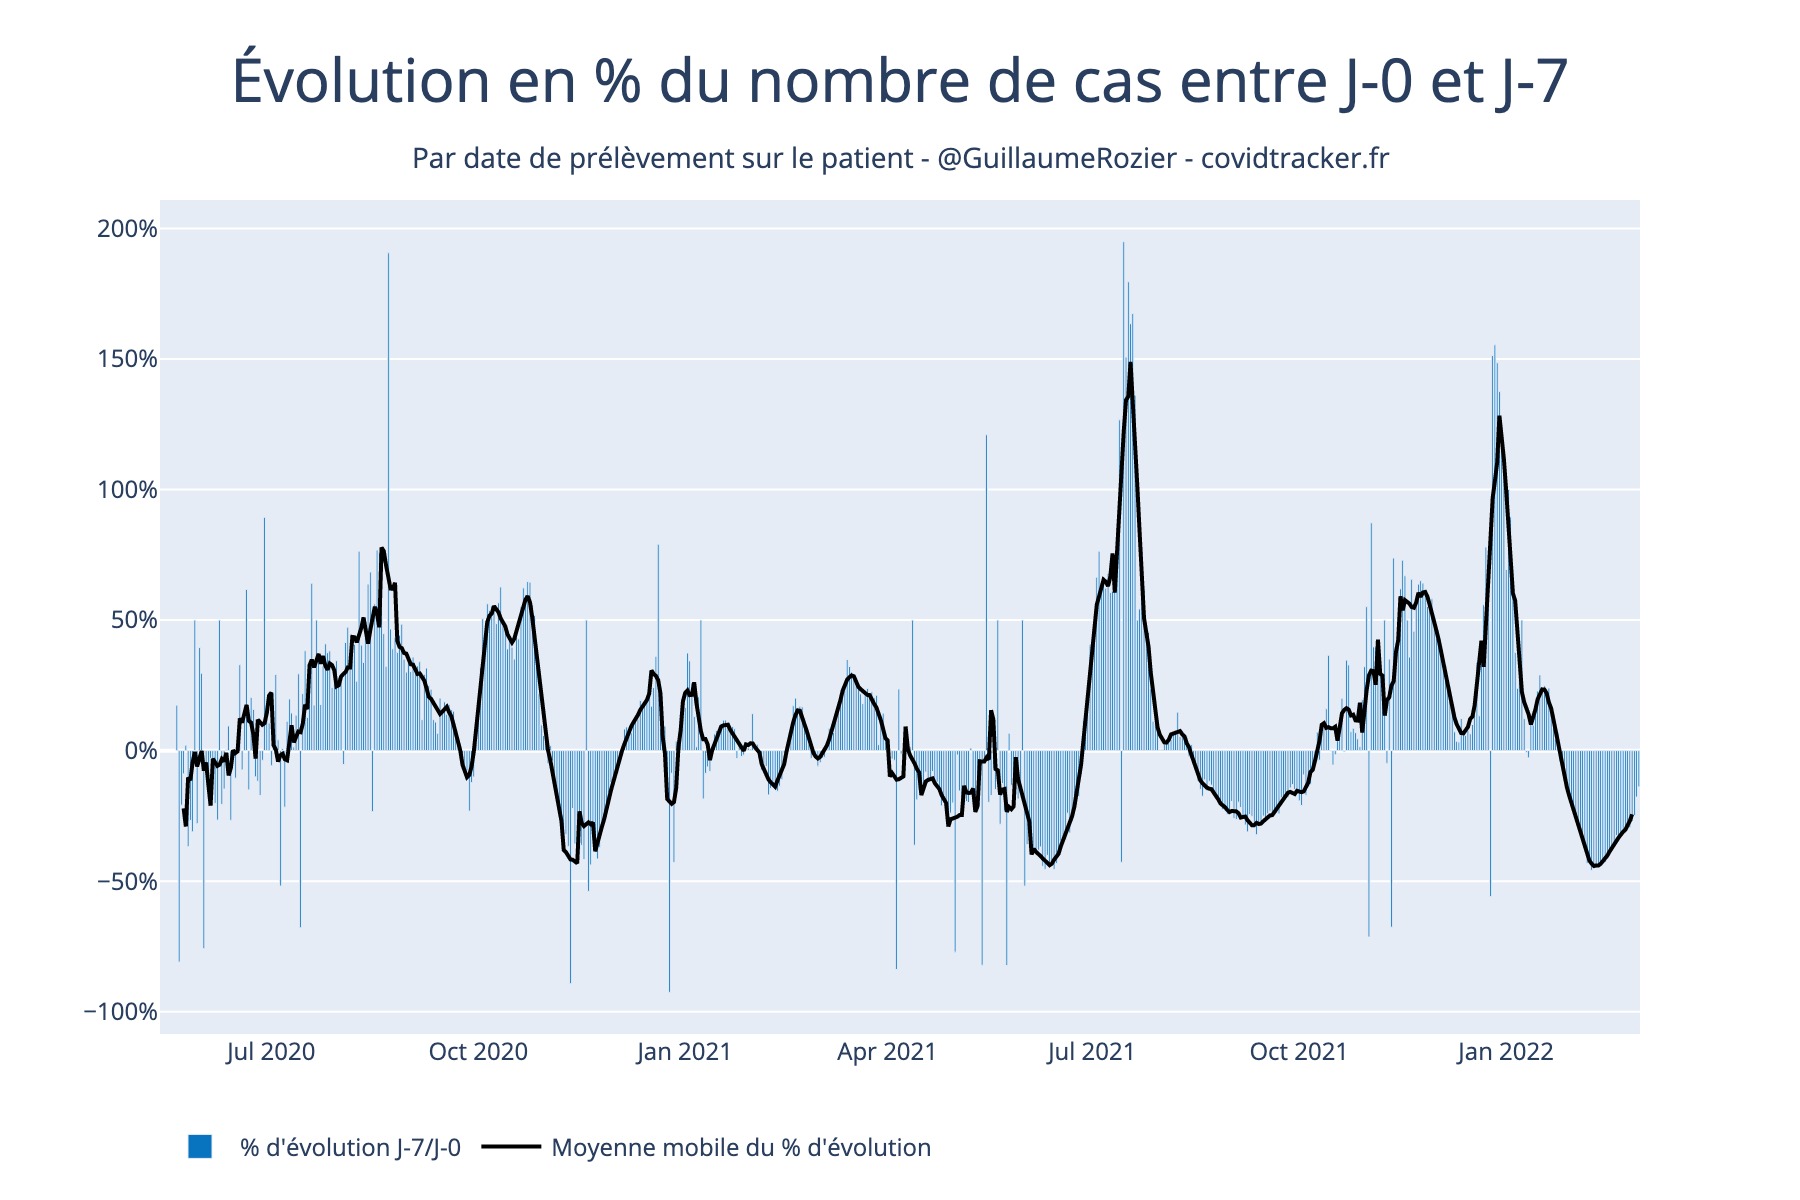 Évolution en % du nombre de cas entre J-0 et J-7
Par date de prélèvement sur le patient - @GuillaumeRozier - covidtracker.fr
200%
150%
100%
50%
0%
−50%
−100%
Jul 2020 Oct 2020 Jan 2021 Apr 2021 Jul 2021 Oct 2021 Jan 2022
% d'évolution J-7/J-0 Moyenne mobile du % d'évolution